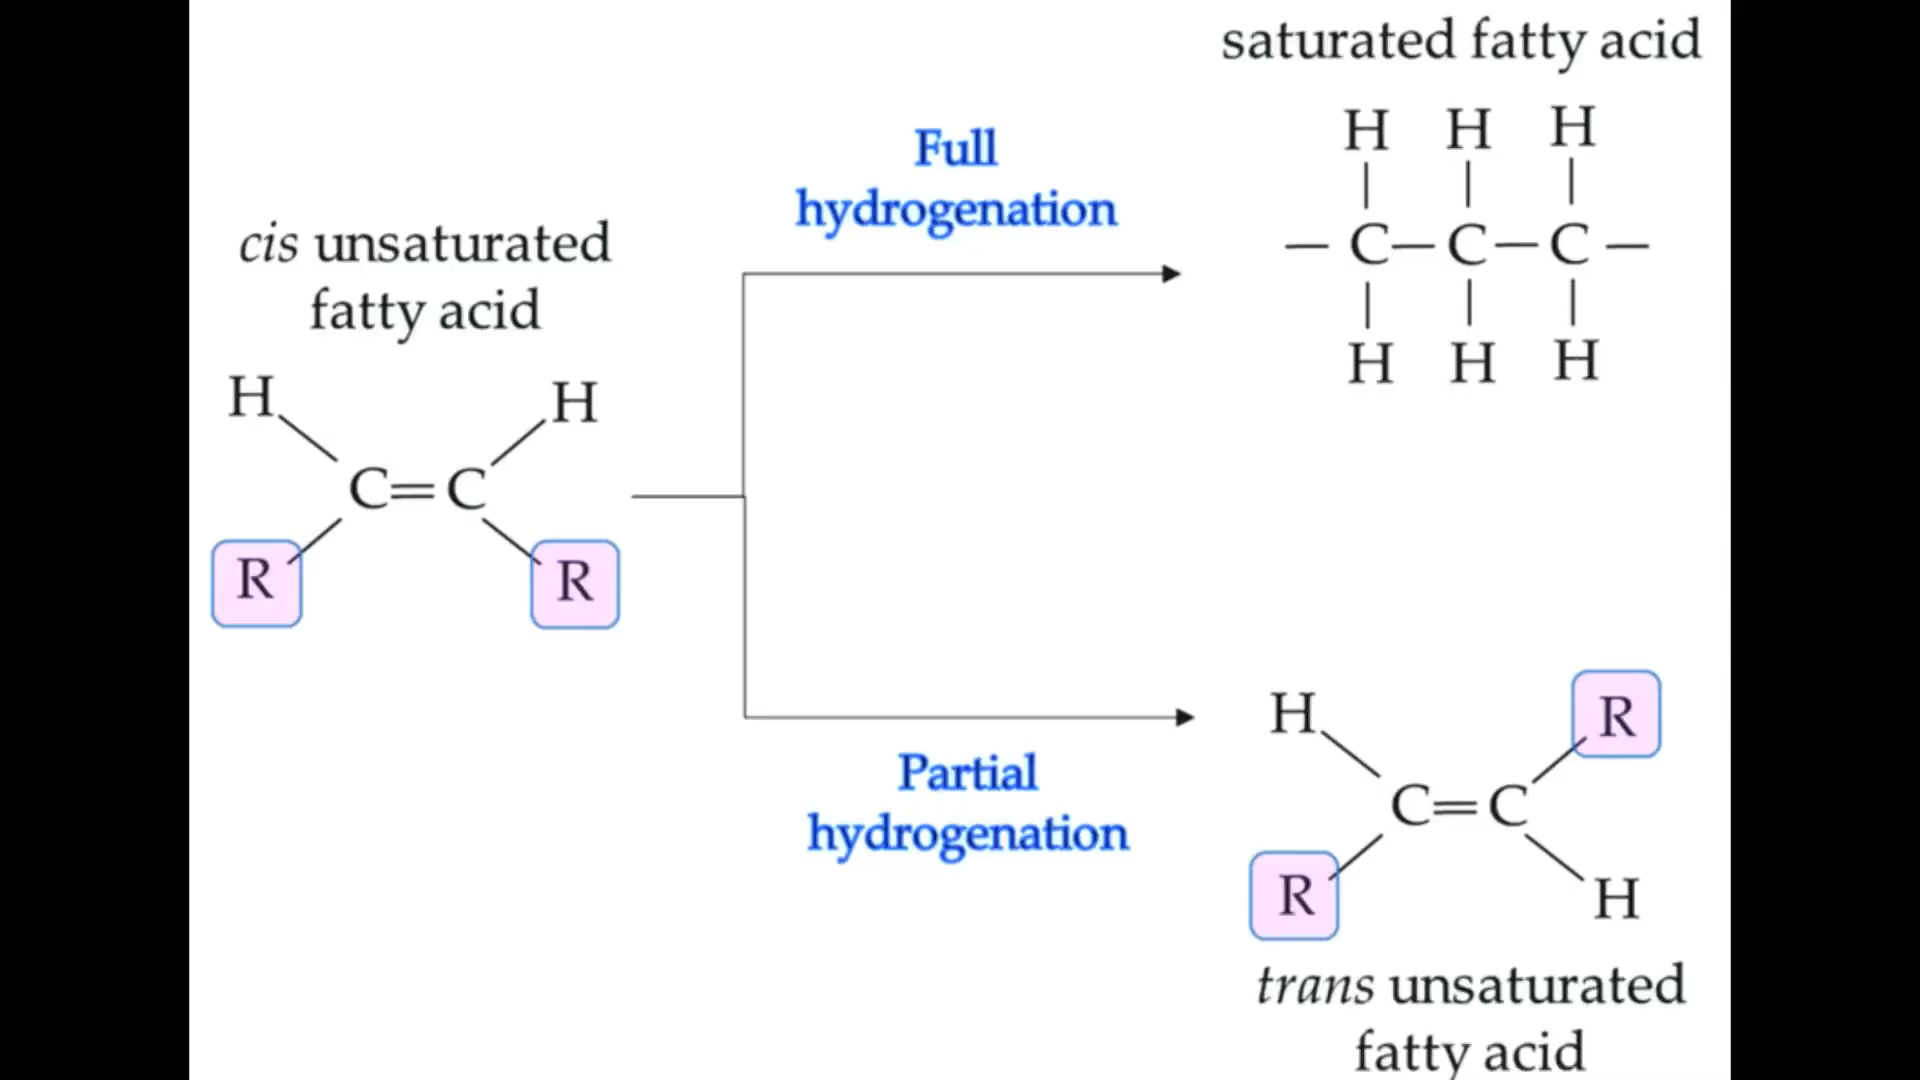 cis unsaturated
fatty acid
H H
C=C
R R
Full
hydrogenation
Partial
hydrogenation
saturated fatty acid
H H H
— C — C — C —
H H H
H R
C=C
R H
trans unsaturated
fatty acid